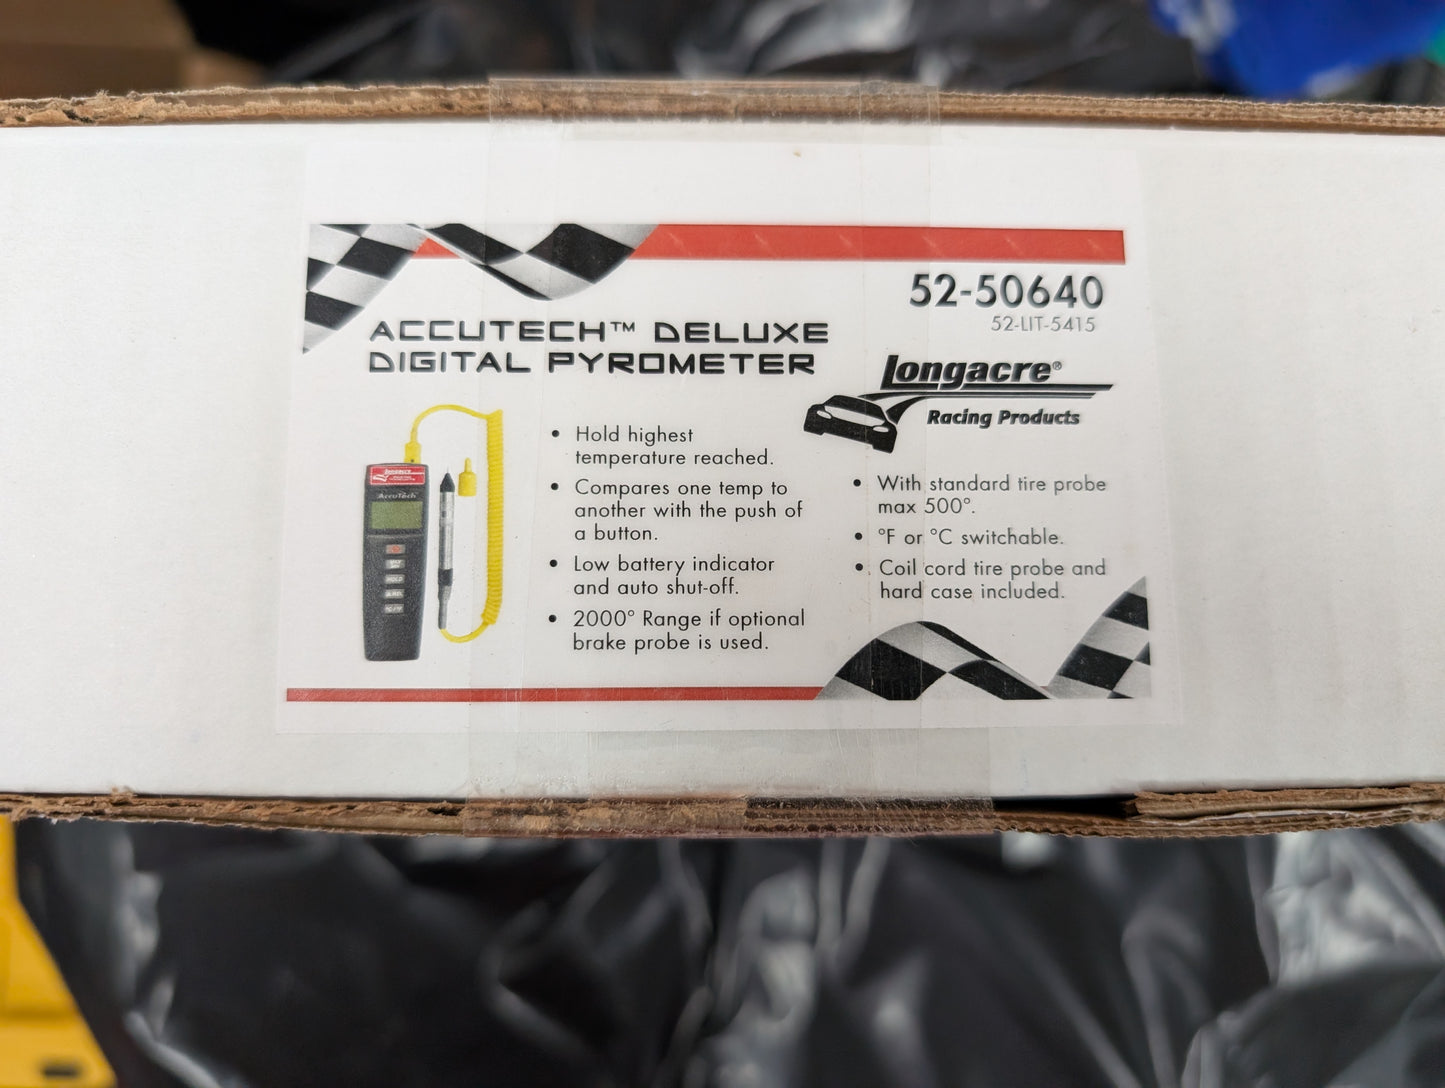 52-50640
52-LIT-5415
ACCUTECH™ DELUXE
DIGITAL PYROMETER
Longacre®
Racing Products
• Hold highest
temperature reached.
• Compares one temp to
another with the push of
a button.
• Low battery indicator
and auto shut-off.
• 2000° Range if optional
brake probe is used.
• With standard tire probe
max 500°.
• °F or °C switchable.
• Coil cord tire probe and
hard case included.
Longacre
AccuTech
HOLD